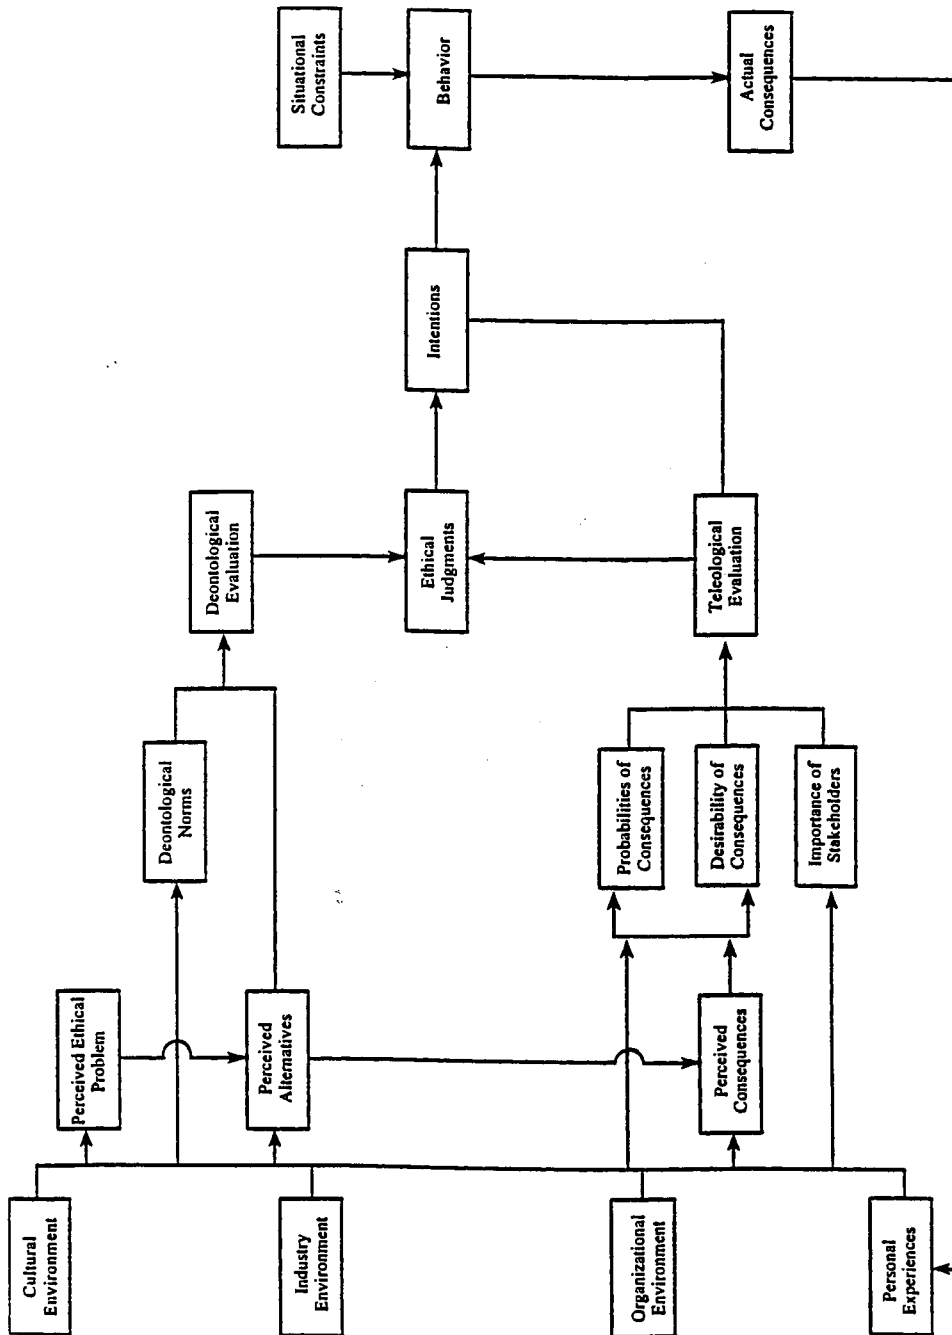 Cultural
Environment
Industry
Environment
Organizational
Environment
Personal
Experiences
Perceived Ethical
Problem
Perceived
Alternatives
Perceived
Consequences
Deontological
Norms
Probabilities of
Consequences
Desirability of
Consequences
Importance of
Stakeholders
Deontological
Evaluation
Ethical
Judgments
Teleological
Evaluation
Intentions
Situational
Constraints
Behavior
Actual
Consequences